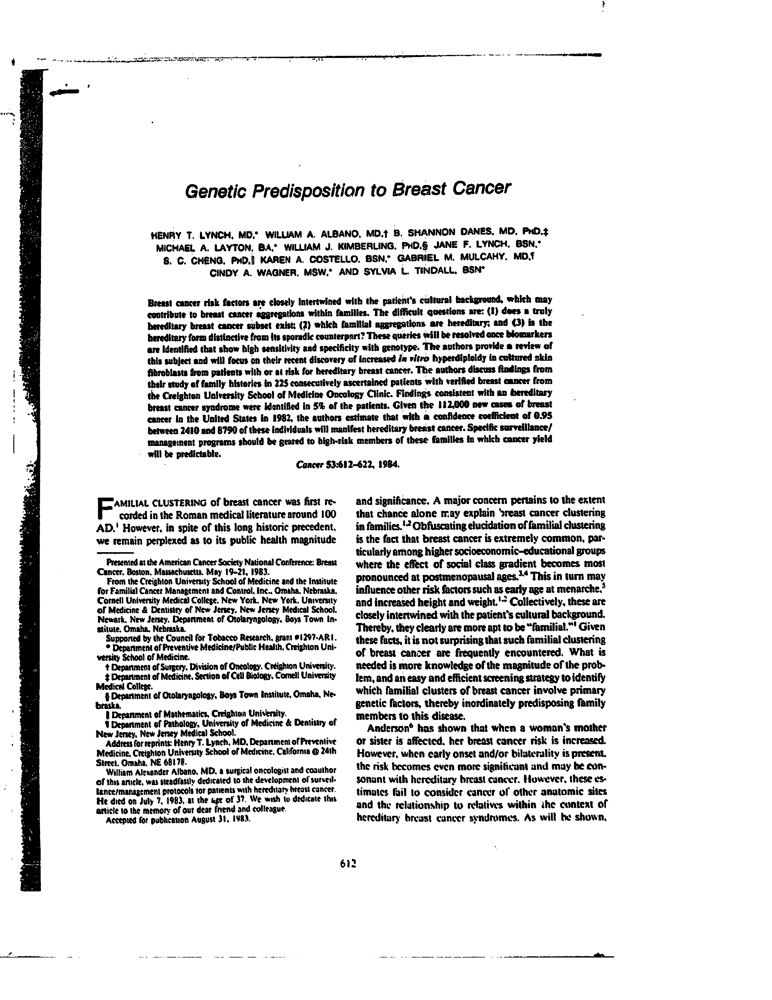 Genetic Predisposition to Breast Cancer
HENRY T. LYNCH, MD,* WILLIAM A. ALBANO, MD,† B. SHANNON DANES, MD, PHD,‡
MICHAEL A. LAYTON, BA,* WILLIAM J. KIMBERLING, PHD,§ JANE F. LYNCH, BSN,*
S. C. CHENG, PHD,‖ KAREN A. COSTELLO, BSN,* GABRIEL M. MULCAHY, MD,¶
CINDY A. WAGNER, MSW,* AND SYLVIA L. TINDALL, BSN*
Breast cancer risk factors are closely intertwined with the patient's cultural background, which may
contribute to breast cancer aggregations within families. The difficult questions are: (1) does a truly
hereditary breast cancer subset exist; (2) which familial aggregations are hereditary; and (3) is the
hereditary form distinctive from its sporadic counterpart? These queries will be resolved once biomarkers
are identified that show high sensitivity and specificity with genotype. The authors provide a review of
this subject and will focus on their recent discovery of increased in vitro hyperdiploidy in cultured skin
fibroblasts from patients with or at risk for hereditary breast cancer. The authors discuss findings from
their study of family histories in 225 consecutively ascertained patients with verified breast cancer from
the Creighton University School of Medicine Oncology Clinic. Findings consistent with an hereditary
breast cancer syndrome were identified in 5% of the patients. Given the 112,000 new cases of breast
cancer in the United States in 1982, the authors estimate that with a confidence coefficient of 0.95
between 2410 and 8790 of these individuals will manifest hereditary breast cancer. Specific surveillance/
management programs should be geared to high-risk members of these families in which cancer yield
will be predictable.
Cancer 53:612–622, 1984.
FAMILIAL CLUSTERING of breast cancer was first re-
corded in the Roman medical literature around 100
AD.¹ However, in spite of this long historic precedent,
we remain perplexed as to its public health magnitude
Presented at the American Cancer Society National Conference: Breast
Cancer, Boston, Massachusetts, May 19–21, 1983.
From the Creighton University School of Medicine and the Institute
for Familial Cancer Management and Control, Inc., Omaha, Nebraska,
Cornell University Medical College, New York, New York, University
of Medicine & Dentistry of New Jersey, New Jersey Medical School,
Newark, New Jersey, Department of Otolaryngology, Boys Town In-
stitute, Omaha, Nebraska.
Supported by the Council for Tobacco Research, grant #1297-AR1.
* Department of Preventive Medicine/Public Health, Creighton Uni-
versity School of Medicine.
† Department of Surgery, Division of Oncology, Creighton University.
‡ Department of Medicine, Section of Cell Biology, Cornell University
Medical College.
§ Department of Otolaryngology, Boys Town Institute, Omaha, Ne-
braska.
‖ Department of Mathematics, Creighton University.
¶ Department of Pathology, University of Medicine & Dentistry of
New Jersey, New Jersey Medical School.
Address for reprints: Henry T. Lynch, MD, Department of Preventive
Medicine, Creighton University School of Medicine, California @ 24th
Street, Omaha, NE 68178.
William Alexander Albano, MD, a surgical oncologist and coauthor
of this article, was steadfastly dedicated to the development of surveil-
lance/management protocols for patients with hereditary breast cancer.
He died on July 7, 1983, at the age of 37. We wish to dedicate this
article to the memory of our dear friend and colleague.
Accepted for publication August 31, 1983.
and significance. A major concern pertains to the extent
that chance alone may explain breast cancer clustering
in families.¹,² Obfuscating elucidation of familial clustering
is the fact that breast cancer is extremely common, par-
ticularly among higher socioeconomic–educational groups
where the effect of social class gradient becomes most
pronounced at postmenopausal ages.³,⁴ This in turn may
influence other risk factors such as early age at menarche,⁵
and increased height and weight.¹,² Collectively, these are
closely intertwined with the patient's cultural background.
Thereby, they clearly are more apt to be "familial."¹ Given
these facts, it is not surprising that such familial clustering
of breast cancer are frequently encountered. What is
needed is more knowledge of the magnitude of the prob-
lem, and an easy and efficient screening strategy to identify
which familial clusters of breast cancer involve primary
genetic factors, thereby inordinately predisposing family
members to this disease.
Anderson⁶ has shown that when a woman's mother
or sister is affected, her breast cancer risk is increased.
However, when early onset and/or bilaterality is present,
the risk becomes even more significant and may be con-
sonant with hereditary breast cancer. However, these es-
timates fail to consider cancer of other anatomic sites
and the relationship to relatives within the context of
hereditary breast cancer syndromes. As will be shown,
612